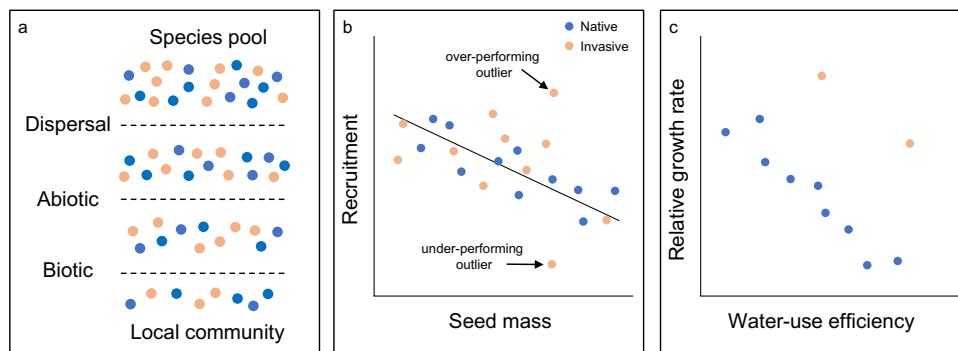 a
Species pool
Dispersal
Abiotic
Biotic
Local community
b
Native
Invasive
over-performing
outlier
under-performing
outlier
Recruitment
Seed mass
c
Relative growth rate
Water-use efficiency